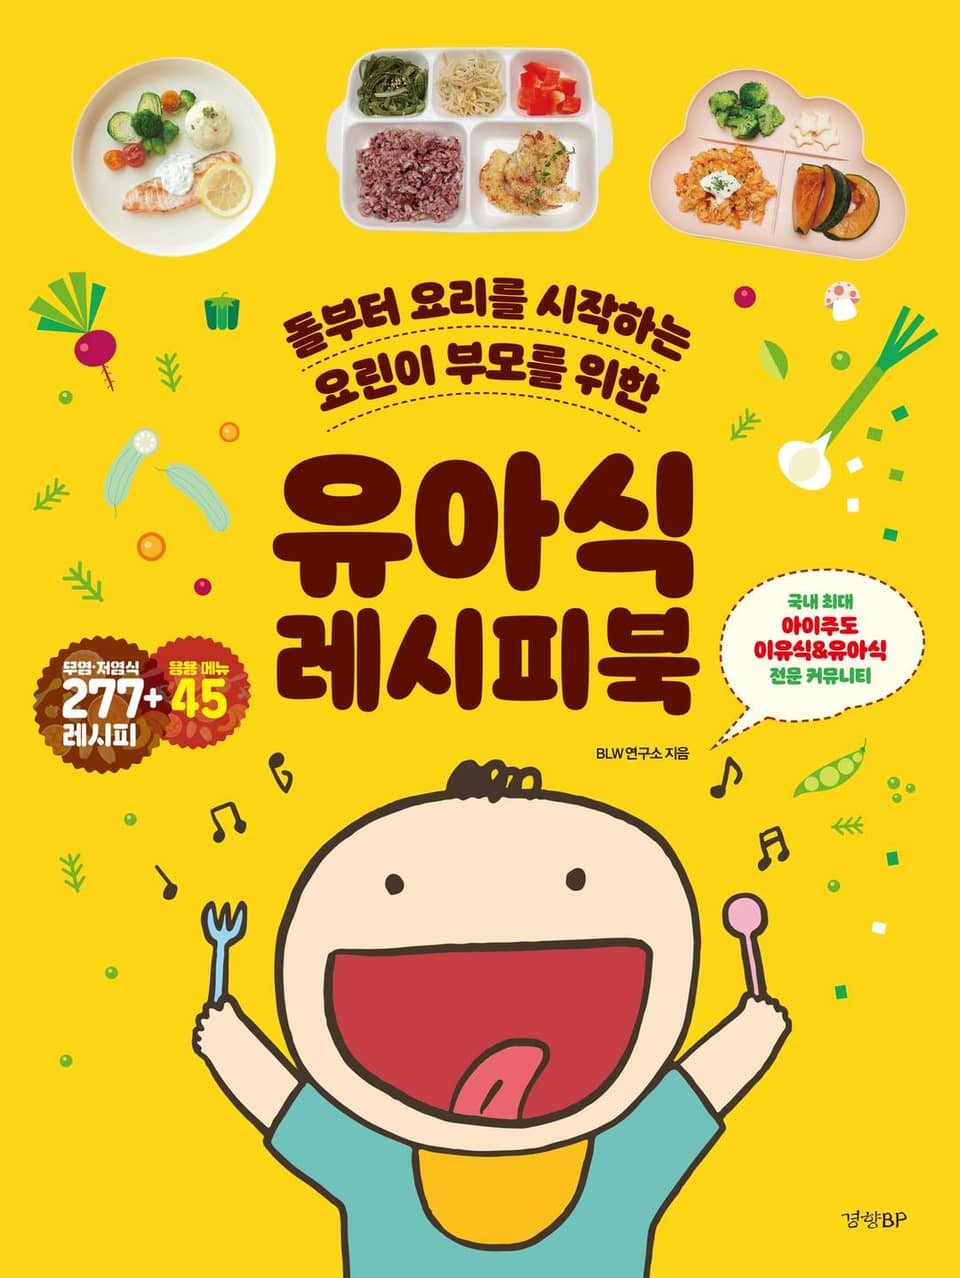 돌부터 요리를 시작하는
요린이 부모를 위한
유아식
레시피북
국내 최대
아이주도
이유식&유아식
전문 커뮤니티
무염·저염식
277+
레시피
응용 메뉴
45
BLW 연구소 지음
경향BP